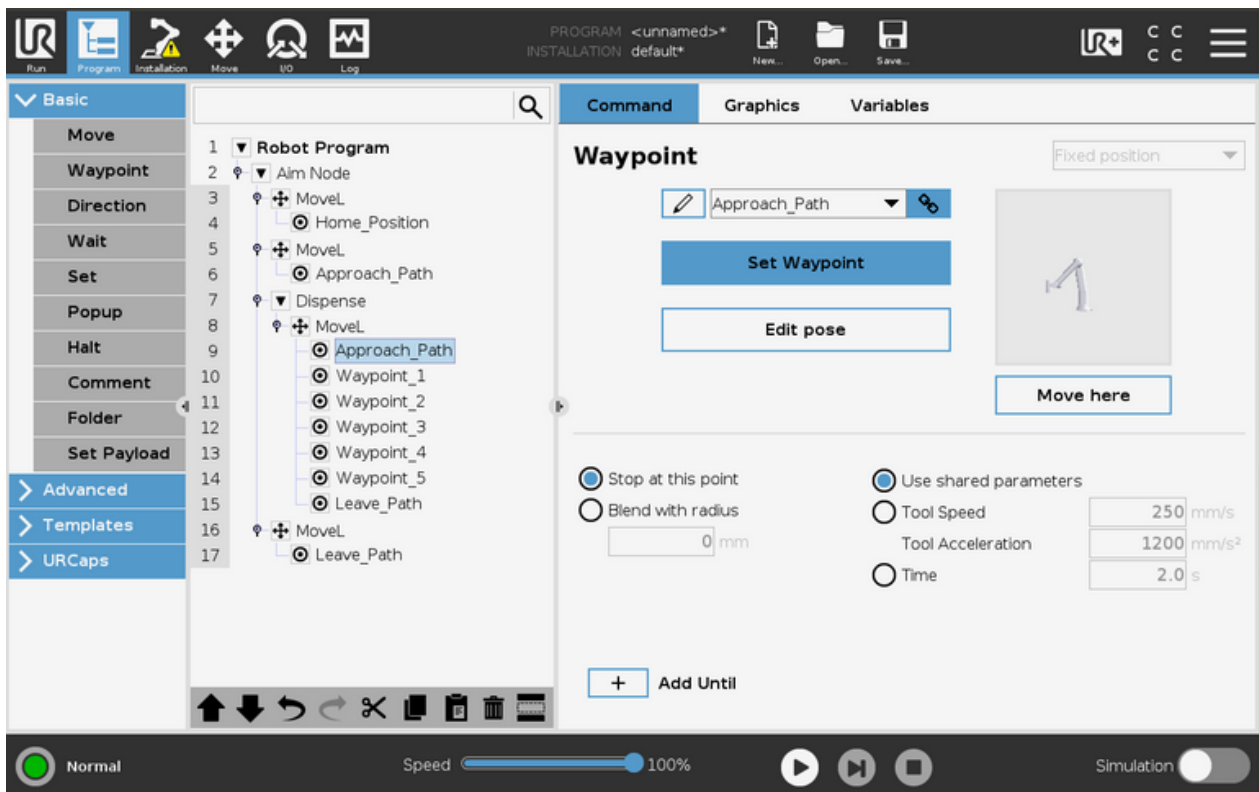 PROGRAM <unnamed>*
INSTALLATION default*
Run Program Installation Move I/O Log New... Open... Save...
UR+
C C
C C
Basic
Move
Waypoint
Direction
Wait
Set
Popup
Halt
Comment
Folder
Set Payload
Advanced
Templates
URCaps
1 Robot Program
2 Aim Node
3 MoveL
4 Home_Position
5 MoveL
6 Approach_Path
7 Dispense
8 MoveL
9 Approach_Path
10 Waypoint_1
11 Waypoint_2
12 Waypoint_3
13 Waypoint_4
14 Waypoint_5
15 Leave_Path
16 MoveL
17 Leave_Path
Command Graphics Variables
Waypoint
Fixed position
Approach_Path
Set Waypoint
Edit pose
Move here
Stop at this point
Blend with radius
0 mm
Use shared parameters
Tool Speed 250 mm/s
Tool Acceleration 1200 mm/s²
Time 2.0 s
+ Add Until
Normal Speed 100% Simulation